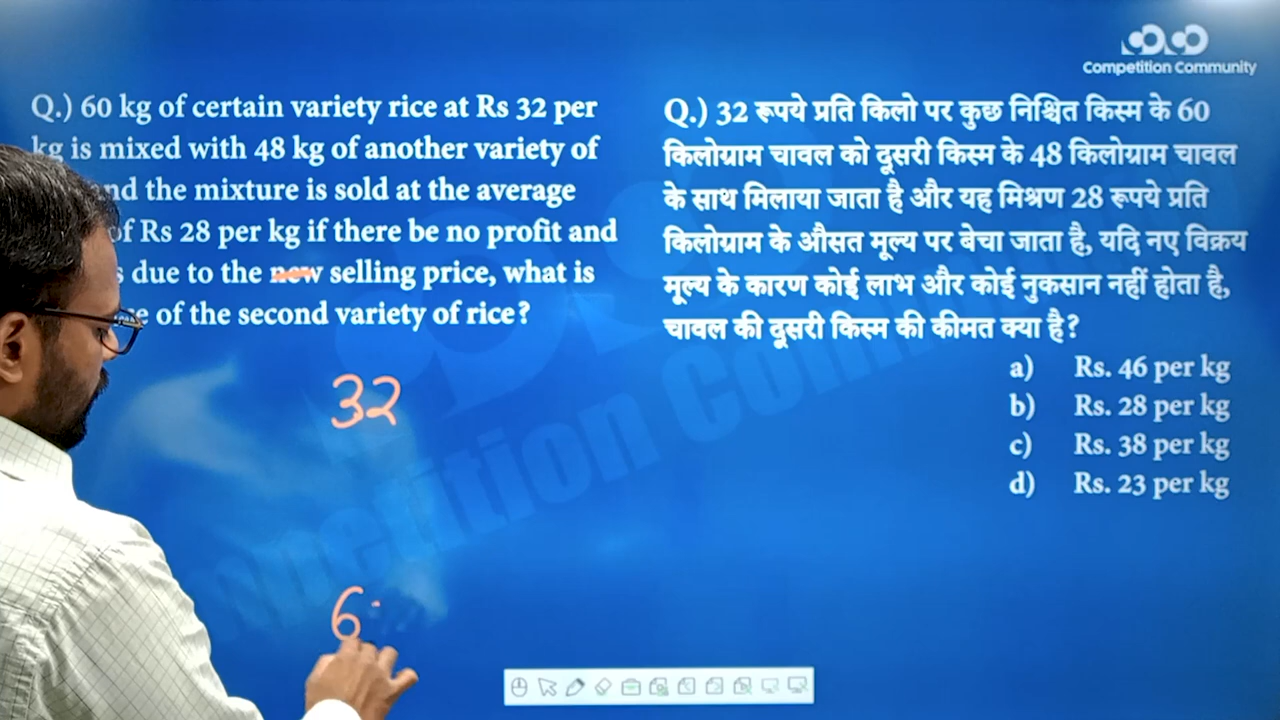 Competition Community
Q.) 60 kg of certain variety rice at Rs 32 per
kg is mixed with 48 kg of another variety of
nd the mixture is sold at the average
of Rs 28 per kg if there be no profit and
s due to the new selling price, what is
e of the second variety of rice?
32
6
Q.) 32 रूपये प्रति किलो पर कुछ निश्चित किस्म के 60
किलोग्राम चावल को दूसरी किस्म के 48 किलोग्राम चावल
के साथ मिलाया जाता है और यह मिश्रण 28 रूपये प्रति
किलोग्राम के औसत मूल्य पर बेचा जाता है, यदि नए विक्रय
मूल्य के कारण कोई लाभ और कोई नुकसान नहीं होता है,
चावल की दूसरी किस्म की कीमत क्या है?
a) Rs. 46 per kg
b) Rs. 28 per kg
c) Rs. 38 per kg
d) Rs. 23 per kg